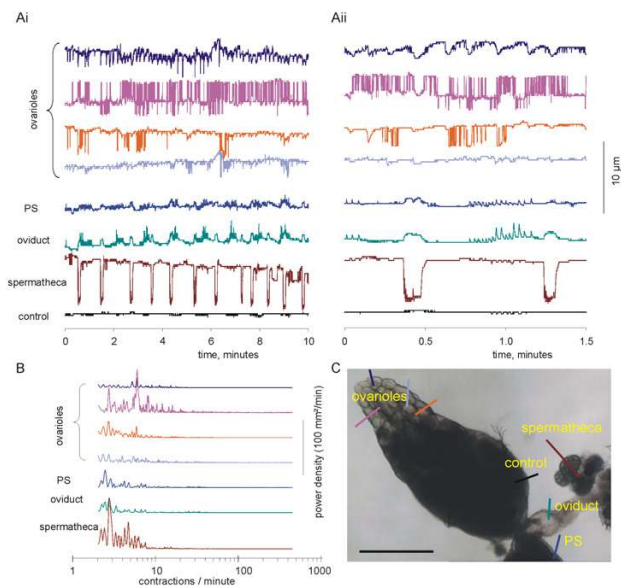 Ai
Aii
ovarioles
PS
oviduct
spermatheca
control
0 2 4 6 8 10
time, minutes
0 0.5 1.0 1.5
time, minutes
10 µm
B
ovarioles
PS
oviduct
spermatheca
1 10 100 1000
contractions / minute
power density (100 mm²/min)
C
ovarioles
spermatheca
control
oviduct
PS